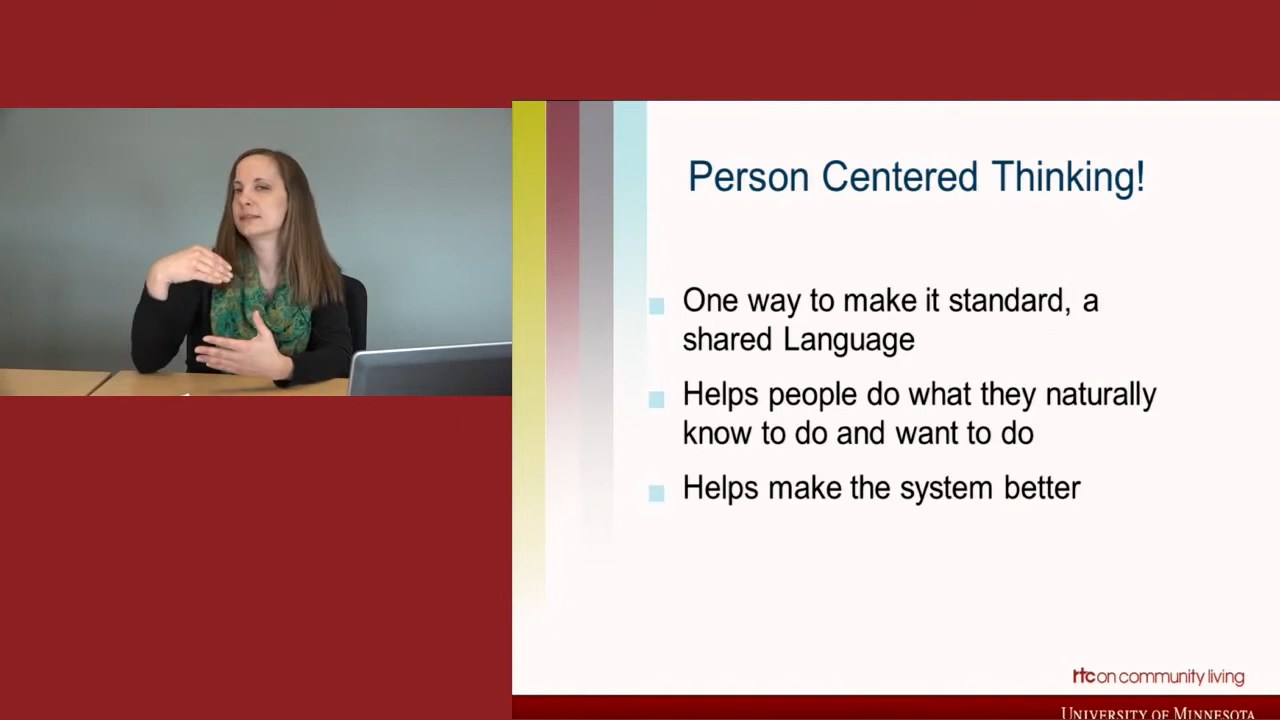 Person Centered Thinking!
One way to make it standard, a
shared Language
Helps people do what they naturally
know to do and want to do
Helps make the system better
rtc on community living
UNIVERSITY OF MINNESOTA